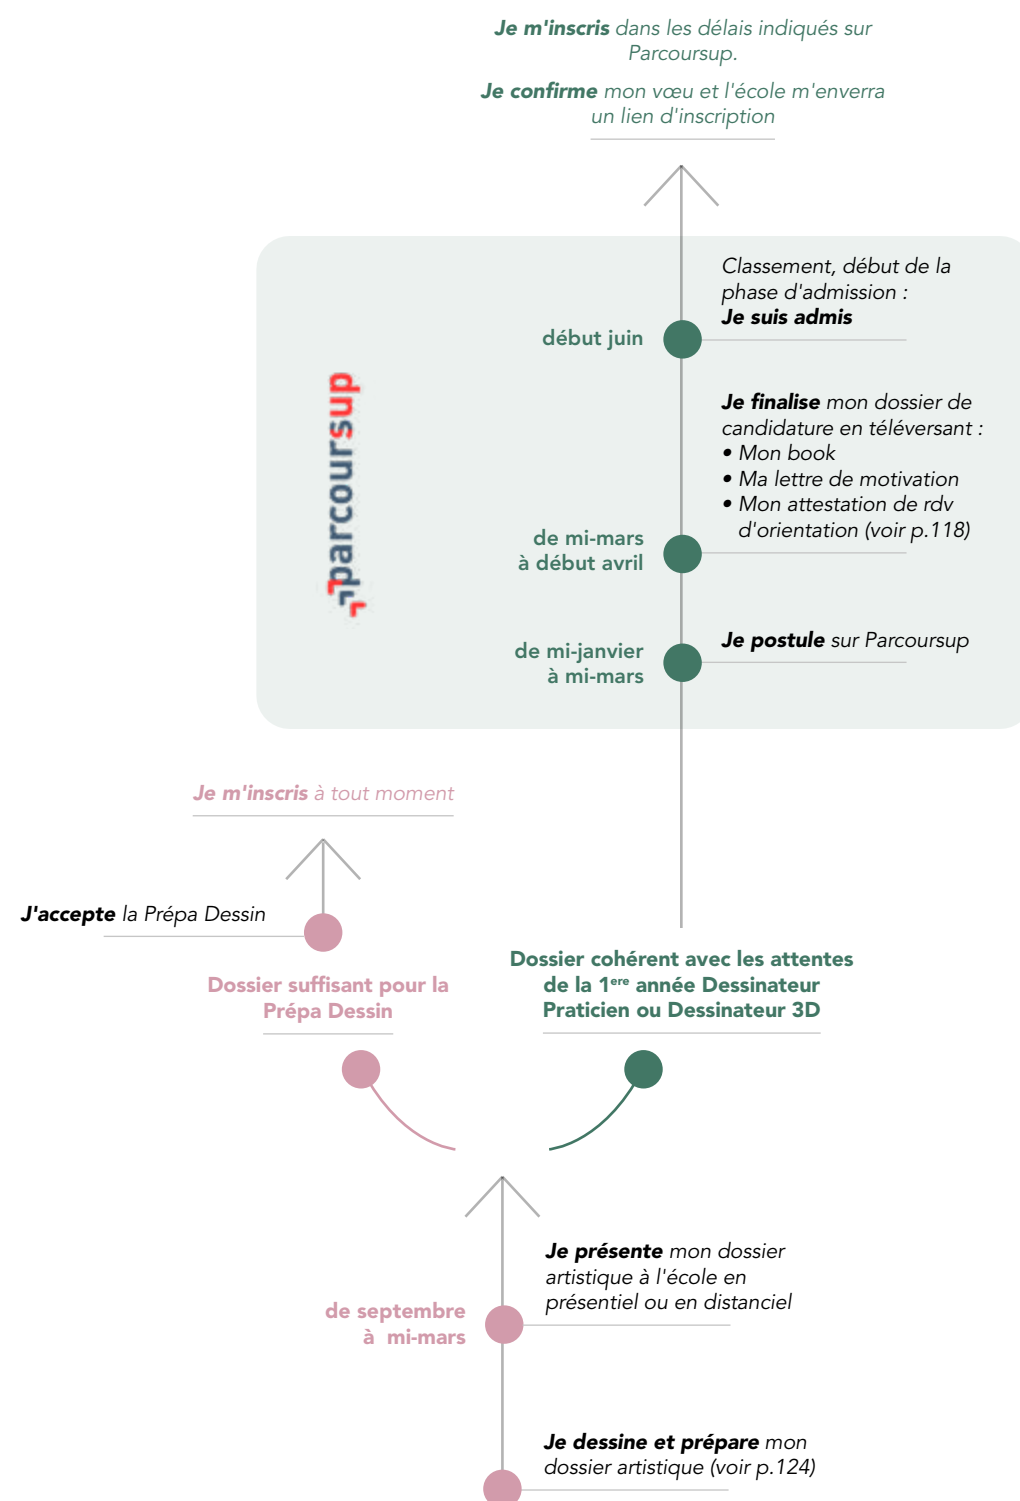 Je m'inscris dans les délais indiqués sur
Parcoursup.
Je confirme mon vœu et l'école m'enverra
un lien d'inscription
Classement, début de la
phase d'admission :
Je suis admis
début juin
parcoursup
Je finalise mon dossier de
candidature en téléversant :
• Mon book
• Ma lettre de motivation
• Mon attestation de rdv
d'orientation (voir p.118)
de mi-mars
à début avril
Je postule sur Parcoursup
de mi-janvier
à mi-mars
Je m'inscris à tout moment
J'accepte la Prépa Dessin
Dossier suffisant pour la
Prépa Dessin
Dossier cohérent avec les attentes
de la 1ere année Dessinateur
Praticien ou Dessinateur 3D
Je présente mon dossier
artistique à l'école en
présentiel ou en distanciel
de septembre
à mi-mars
Je dessine et prépare mon
dossier artistique (voir p.124)